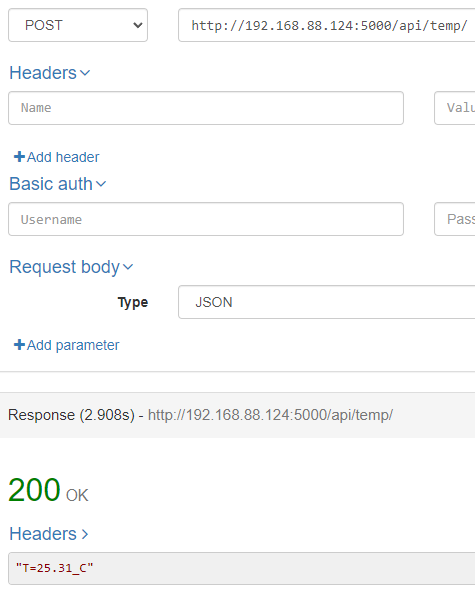 POST http://192.168.88.124:5000/api/temp/
Headers
Name Valu
Add header
Basic auth
Username Pass
Request body
Type JSON
Add parameter
Response (2.908s) - http://192.168.88.124:5000/api/temp/
200 OK
Headers
"T=25.31_C"